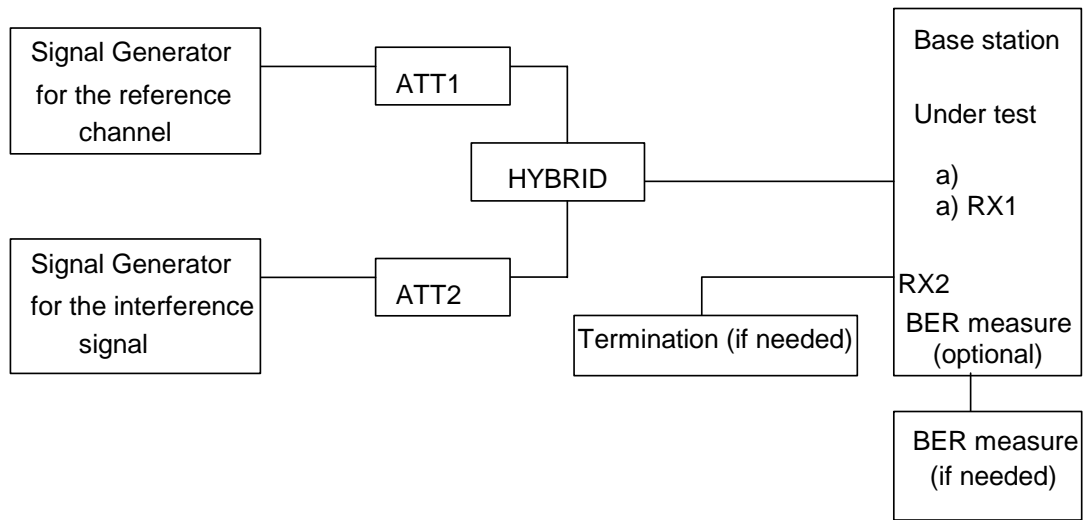 Signal Generator
for the reference
channel
ATT1
HYBRID
Signal Generator
for the interference
signal
ATT2
Termination (if needed)
Base station
Under test
a)
a) RX1
RX2
BER measure
(optional)
BER measure
(if needed)